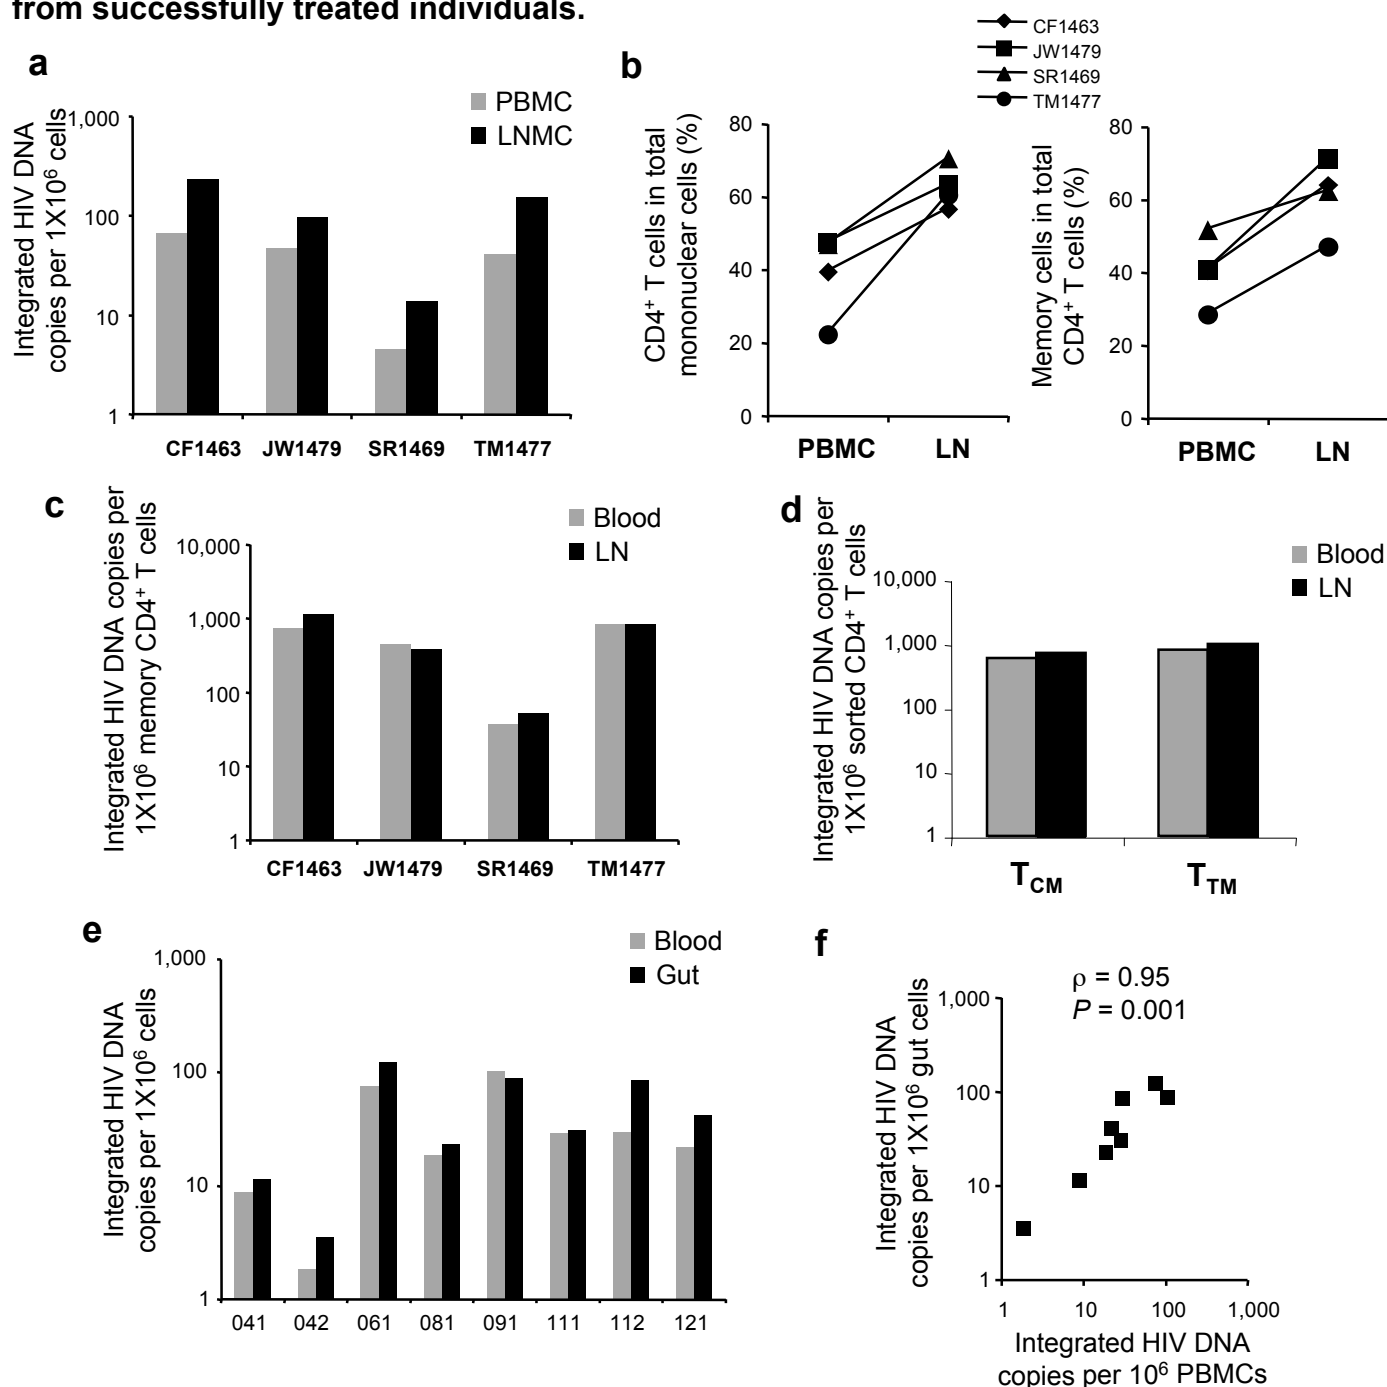 from successfully treated individuals.
a
Integrated HIV DNA
copies per 1X10⁶ cells
1,000
100
10
1
PBMC
LNMC
CF1463 JW1479 SR1469 TM1477
b
CF1463
JW1479
SR1469
TM1477
CD4⁺ T cells in total
mononuclear cells (%)
80
60
40
20
0
PBMC LN
Memory cells in total
CD4⁺ T cells (%)
80
60
40
20
0
PBMC LN
c
Integrated HIV DNA copies per
1X10⁶ memory CD4⁺ T cells
10,000
1,000
100
10
1
Blood
LN
CF1463 JW1479 SR1469 TM1477
d
Integrated HIV DNA copies per
1X10⁶ sorted CD4⁺ T cells
10,000
1,000
100
10
1
Blood
LN
T_CM T_TM
e
Integrated HIV DNA
copies per 1X10⁶ cells
1,000
100
10
1
Blood
Gut
041 042 061 081 091 111 112 121
f
ρ = 0.95
P = 0.001
Integrated HIV DNA
copies per 1X10⁶ gut cells
1,000
100
10
1
1 10 100 1,000
Integrated HIV DNA
copies per 10⁶ PBMCs